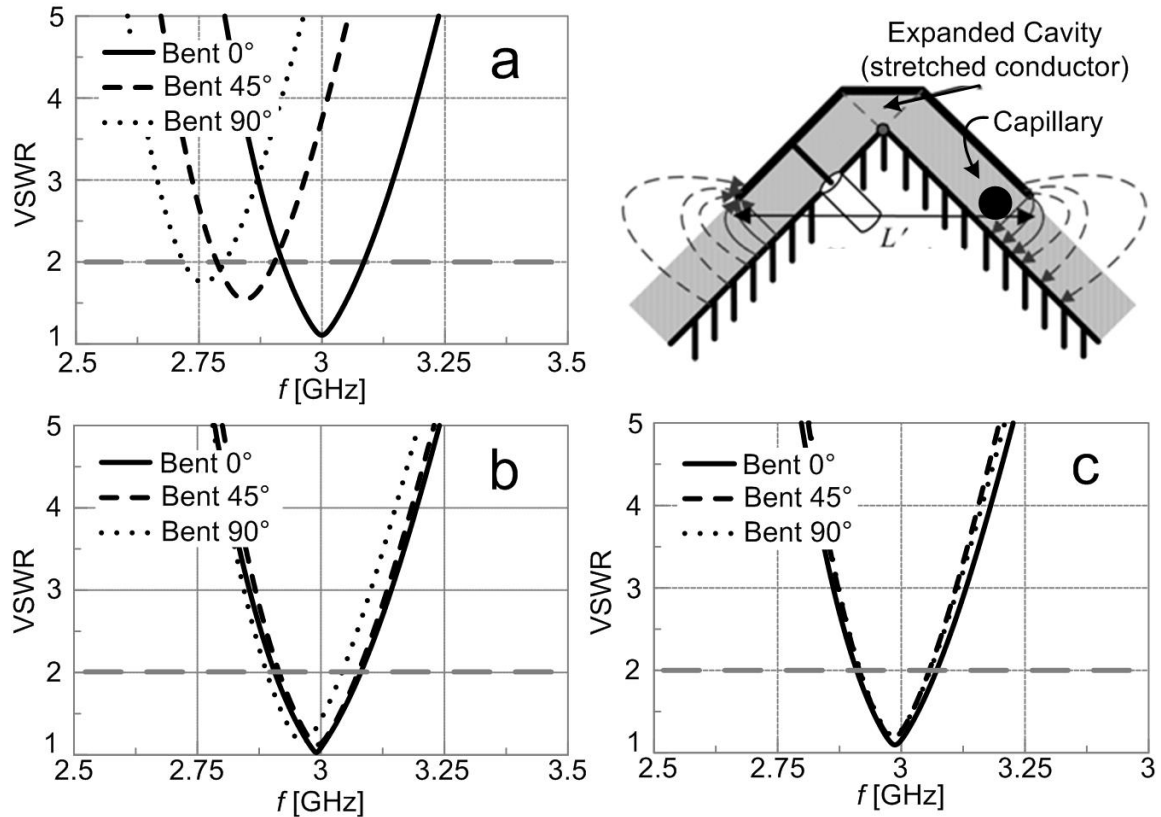 5
4
3
2
1
VSWR
Bent 0°
Bent 45°
Bent 90°
a
2.5
2.75
3
3.25
3.5
f [GHz]
Expanded Cavity
(stretched conductor)
Capillary
L′
5
4
3
2
1
VSWR
Bent 0°
Bent 45°
Bent 90°
b
2.5
2.75
3
3.25
3.5
f [GHz]
5
4
3
2
1
VSWR
Bent 0°
Bent 45°
Bent 90°
c
2.5
2.75
3
3.25
3
f [GHz]